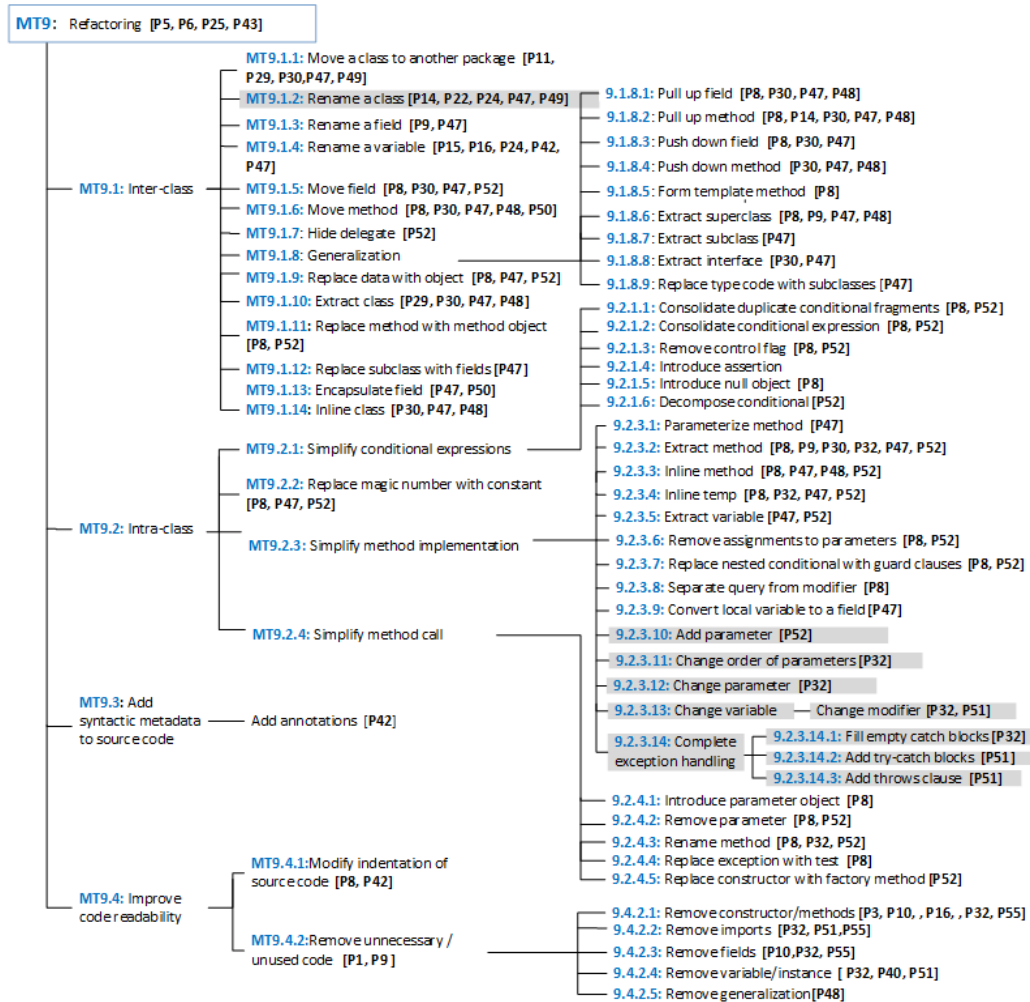 MT9: Refactoring [P5, P6, P25, P43]
MT9.1: Inter-class
MT9.1.1: Move a class to another package [P11,
P29, P30,P47, P49]
MT9.1.2: Rename a class [P14, P22, P24, P47, P49]
MT9.1.3: Rename a field [P9, P47]
MT9.1.4: Rename a variable [P15, P16, P24, P42,
P47]
MT9.1.5: Move field [P8, P30, P47, P52]
MT9.1.6: Move method [P8, P30, P47, P48, P50]
MT9.1.7: Hide delegate [P52]
MT9.1.8: Generalization
MT9.1.9: Replace data with object [P8, P47, P52]
MT9.1.10: Extract class [P29, P30, P47, P48]
MT9.1.11: Replace method with method object
[P8, P52]
MT9.1.12: Replace subclass with fields [P47]
MT9.1.13: Encapsulate field [P47, P50]
MT9.1.14: Inline class [P30, P47, P48]
9.1.8.1: Pull up field [P8, P30, P47, P48]
9.1.8.2: Pull up method [P8, P14, P30, P47, P48]
9.1.8.3: Push down field [P8, P30, P47]
9.1.8.4: Push down method [P30, P47, P48]
9.1.8.5: Form template method [P8]
9.1.8.6: Extract superclass [P8, P9, P47, P48]
9.1.8.7: Extract subclass [P47]
9.1.8.8: Extract interface [P30, P47]
9.1.8.9: Replace type code with subclasses [P47]
MT9.2: Intra-class
MT9.2.1: Simplify conditional expressions
9.2.1.1: Consolidate duplicate conditional fragments [P8, P52]
9.2.1.2: Consolidate conditional expression [P8, P52]
9.2.1.3: Remove control flag [P8, P52]
9.2.1.4: Introduce assertion
9.2.1.5: Introduce null object [P8]
9.2.1.6: Decompose conditional [P52]
MT9.2.2: Replace magic number with constant
[P8, P47, P52]
MT9.2.3: Simplify method implementation
9.2.3.1: Parameterize method [P47]
9.2.3.2: Extract method [P8, P9, P30, P32, P47, P52]
9.2.3.3: Inline method [P8, P47, P48, P52]
9.2.3.4: Inline temp [P8, P32, P47, P52]
9.2.3.5: Extract variable [P47, P52]
9.2.3.6: Remove assignments to parameters [P8, P52]
9.2.3.7: Replace nested conditional with guard clauses [P8, P52]
9.2.3.8: Separate query from modifier [P8]
9.2.3.9: Convert local variable to a field [P47]
9.2.3.10: Add parameter [P52]
9.2.3.11: Change order of parameters [P32]
9.2.3.12: Change parameter [P32]
9.2.3.13: Change variable
Change modifier [P32, P51]
9.2.3.14: Complete
exception handling
9.2.3.14.1: Fill empty catch blocks [P32]
9.2.3.14.2: Add try-catch blocks [P51]
9.2.3.14.3: Add throws clause [P51]
MT9.2.4: Simplify method call
9.2.4.1: Introduce parameter object [P8]
9.2.4.2: Remove parameter [P8, P52]
9.2.4.3: Rename method [P8, P32, P52]
9.2.4.4: Replace exception with test [P8]
9.2.4.5: Replace constructor with factory method [P52]
MT9.3: Add
syntactic metadata
to source code
Add annotations [P42]
MT9.4: Improve
code readability
MT9.4.1:Modify indentation of
source code [P8, P42]
MT9.4.2:Remove unnecessary /
unused code [P1, P9 ]
9.4.2.1: Remove constructor/methods [P3, P10, , P16, , P32, P55]
9.4.2.2: Remove imports [P32, P51,P55]
9.4.2.3: Remove fields [P10,P32, P55]
9.4.2.4: Remove variable/instance [ P32, P40, P51]
9.4.2.5: Remove generalization[P48]